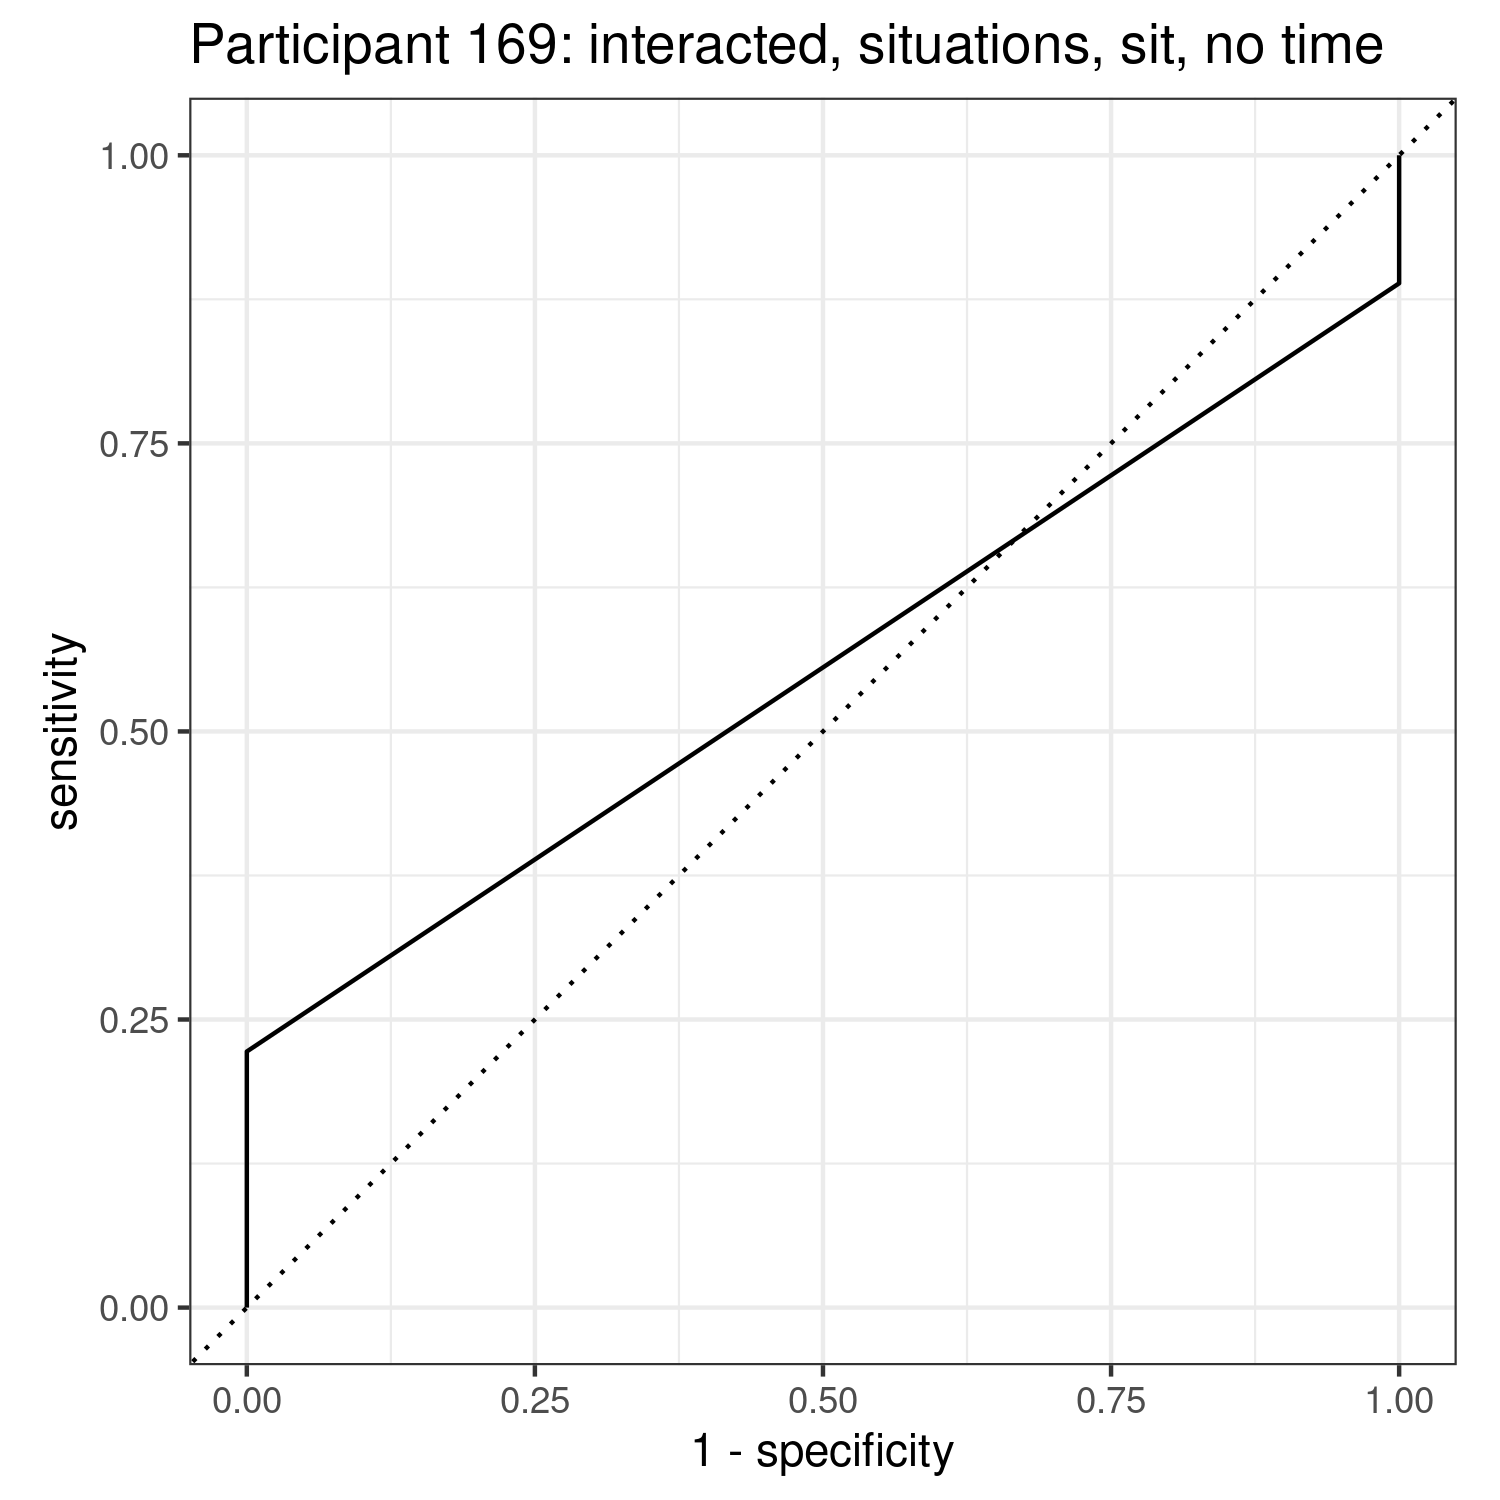 Participant 169: interacted, situations, sit, no time
sensitivity
1.00
0.75
0.50
0.25
0.00
0.00 0.25 0.50 0.75 1.00
1 - specificity